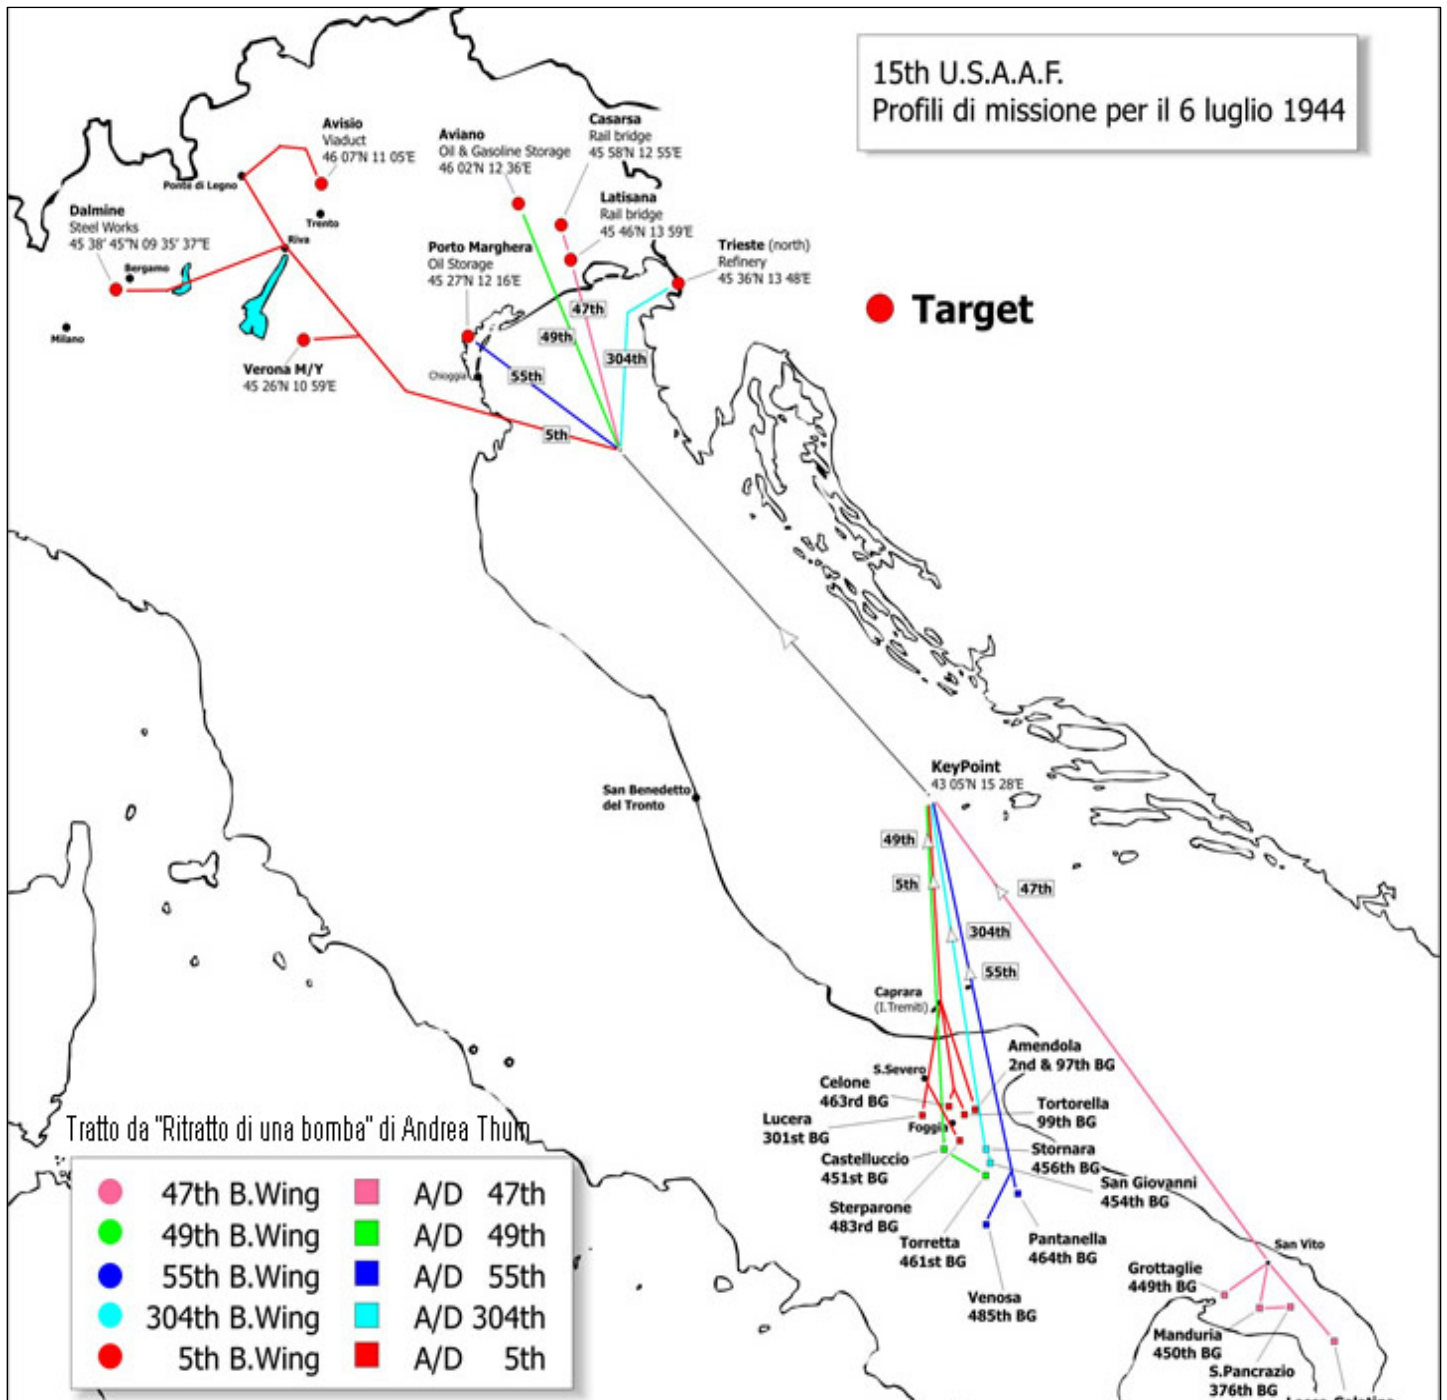 15th U.S.A.A.F.
Profili di missione per il 6 luglio 1944
Avisio
Viaduct
46 07'N 11 05'E
Aviano
Oil & Gasoline Storage
46 02'N 12 36'E
Casarsa
Rail bridge
45 58'N 12 55'E
Ponte di Legno
Trento
Latisana
Rail bridge
45 46'N 13 59'E
Dalmine
Steel Works
45 38' 45"N 09 35' 37"E
Bergamo
Riva
Porto Marghera
Oil Storage
45 27'N 12 16'E
Trieste (north)
Refinery
45 36'N 13 48'E
Target
Milano
47th
49th
304th
Verona M/Y
45 26'N 10 59'E
Chioggia
55th
5th
San Benedetto
del Tronto
KeyPoint
43 05'N 15 28'E
49th
5th
47th
304th
55th
Caprara
(I.Tremiti)
Amendola
2nd & 97th BG
S.Severo
Celone
463rd BG
Lucera
301st BG
Foggia
Tortorella
99th BG
Castelluccio
451st BG
Stornara
456th BG
San Giovanni
454th BG
Sterparone
483rd BG
Torretta
461st BG
Pantanella
464th BG
Venosa
485th BG
San Vito
Grottaglie
449th BG
Manduria
450th BG
S.Pancrazio
376th BG
Tratto da "Ritratto di una bomba" di Andrea Thum
47th B.Wing A/D 47th
49th B.Wing A/D 49th
55th B.Wing A/D 55th
304th B.Wing A/D 304th
5th B.Wing A/D 5th